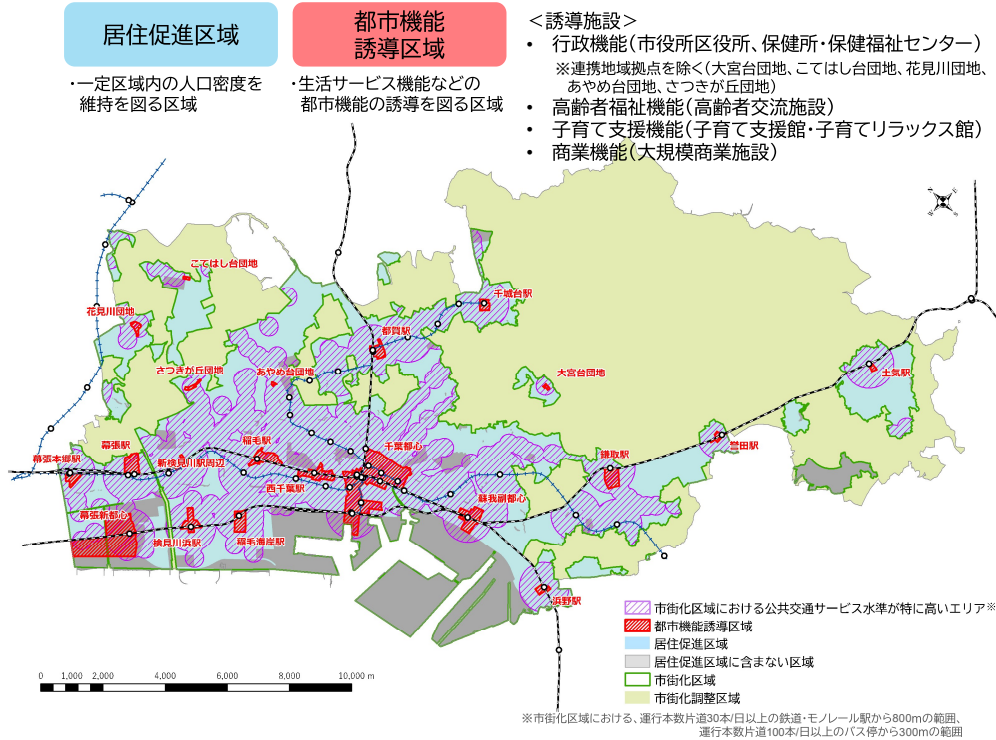 居住促進区域
・一定区域内の人口密度を
維持を図る区域
都市機能
誘導区域
・生活サービス機能などの
都市機能の誘導を図る区域
＜誘導施設＞
• 行政機能（市役所区役所、保健所・保健福祉センター）
※連携地域拠点を除く（大宮台団地、こてはし台団地、花見川団地、
あやめ台団地、さつきが丘団地）
• 高齢者福祉機能（高齢者交流施設）
• 子育て支援機能（子育て支援館・子育てリラックス館）
• 商業機能（大規模商業施設）
こてはし台団地
千城台駅
花見川団地
都賀駅
さつきが丘団地
あやめ台団地
大宮台団地
土気駅
幕張駅
稲毛駅
千葉都心
誉田駅
幕張本郷駅
新検見川駅周辺
鎌取駅
西千葉駅
蘇我副都心
幕張新都心
検見川浜駅
稲毛海岸駅
浜野駅
市街化区域における公共交通サービス水準が特に高いエリア※
都市機能誘導区域
居住促進区域
居住促進区域に含まない区域
市街化区域
市街化調整区域
0 1,000 2,000 4,000 6,000 8,000 10,000 m
※市街化区域における、運行本数片道30本/日以上の鉄道・モノレール駅から800mの範囲、
運行本数片道100本/日以上のバス停から300mの範囲